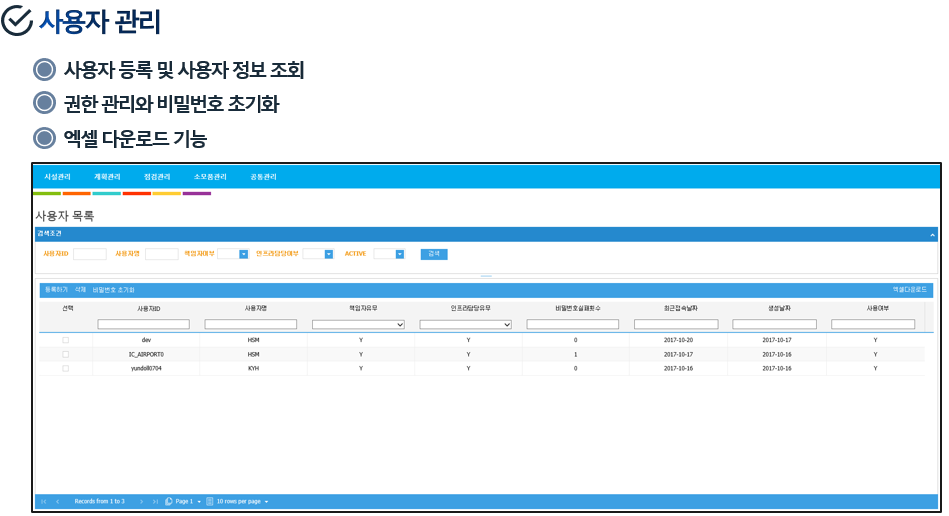 사용자 관리
사용자 등록 및 사용자 정보 조회
권한 관리와 비밀번호 초기화
엑셀 다운로드 기능
시설관리 계획관리 점검관리 소모품관리 공통관리
사용자 목록
검색조건
사용자ID 사용자명 책임자여부 인프라담당여부 ACTIVE 검색
등록하기 삭제 비밀번호 초기화 엑셀다운로드
선택 사용자ID 사용자명 책임자유무 인프라담당유무 비밀번호실패횟수 최근접속날짜 생성날짜 사용여부
dev HSM Y Y 0 2017-10-20 2017-10-17 Y
IC_AIRPORT0 HSM Y Y 1 2017-10-17 2017-10-16 Y
yundoll0704 KYH Y Y 0 2017-10-16 2017-10-16 Y
Records from 1 to 3 Page 1 10 rows per page